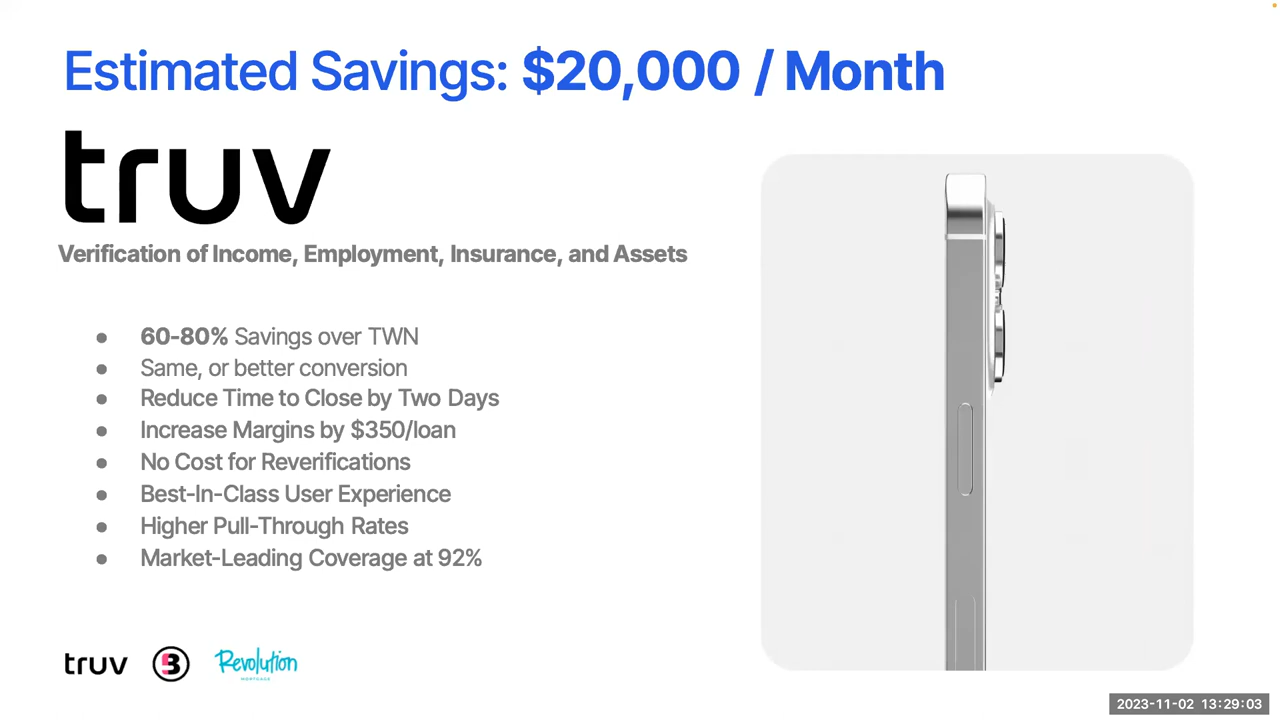 Estimated Savings: $20,000 / Month
truv
Verification of Income, Employment, Insurance, and Assets
● 60-80% Savings over TWN
● Same, or better conversion
● Reduce Time to Close by Two Days
● Increase Margins by $350/loan
● No Cost for Reverifications
● Best-In-Class User Experience
● Higher Pull-Through Rates
● Market-Leading Coverage at 92%
truv B Revolution
MORTGAGE
2023-11-02 13:29:03